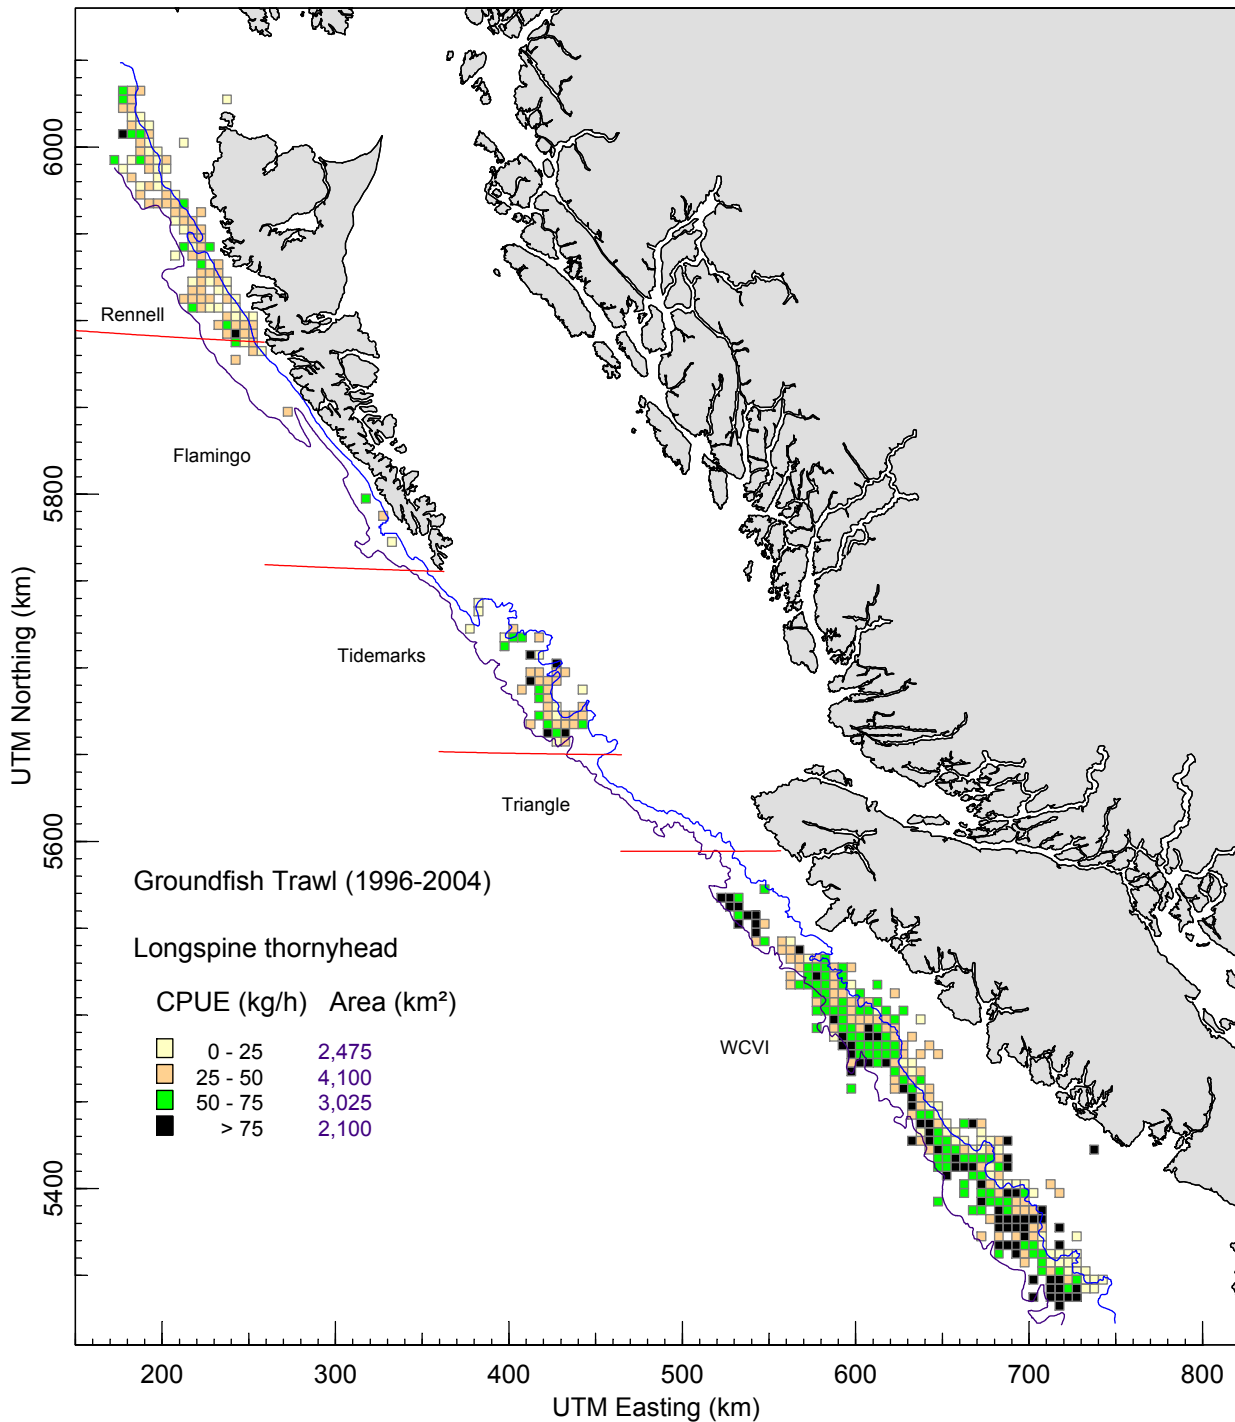 6000
5800
5600
5400
UTM Northing (km)
Rennell
Flamingo
Tidemarks
Triangle
WCVI
Groundfish Trawl (1996-2004)
Longspine thornyhead
CPUE (kg/h) Area (km²)
0 - 25 2,475
25 - 50 4,100
50 - 75 3,025
> 75 2,100
200 300 400 500 600 700 800
UTM Easting (km)